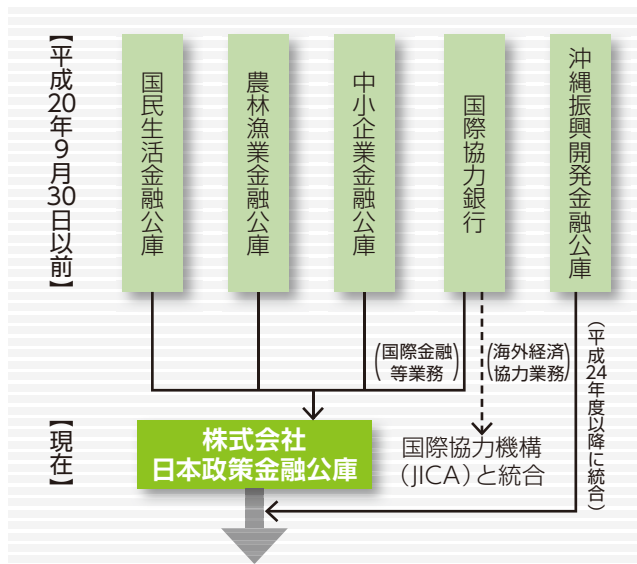 【平成20年9月30日以前】
国民生活金融公庫
農林漁業金融公庫
中小企業金融公庫
国際協力銀行
沖縄振興開発金融公庫
(国際金融
等業務)
(海外経済
協力業務)
(平成24年度以降に統合)
【現在】
株式会社
日本政策金融公庫
国際協力機構
(JICA)と統合